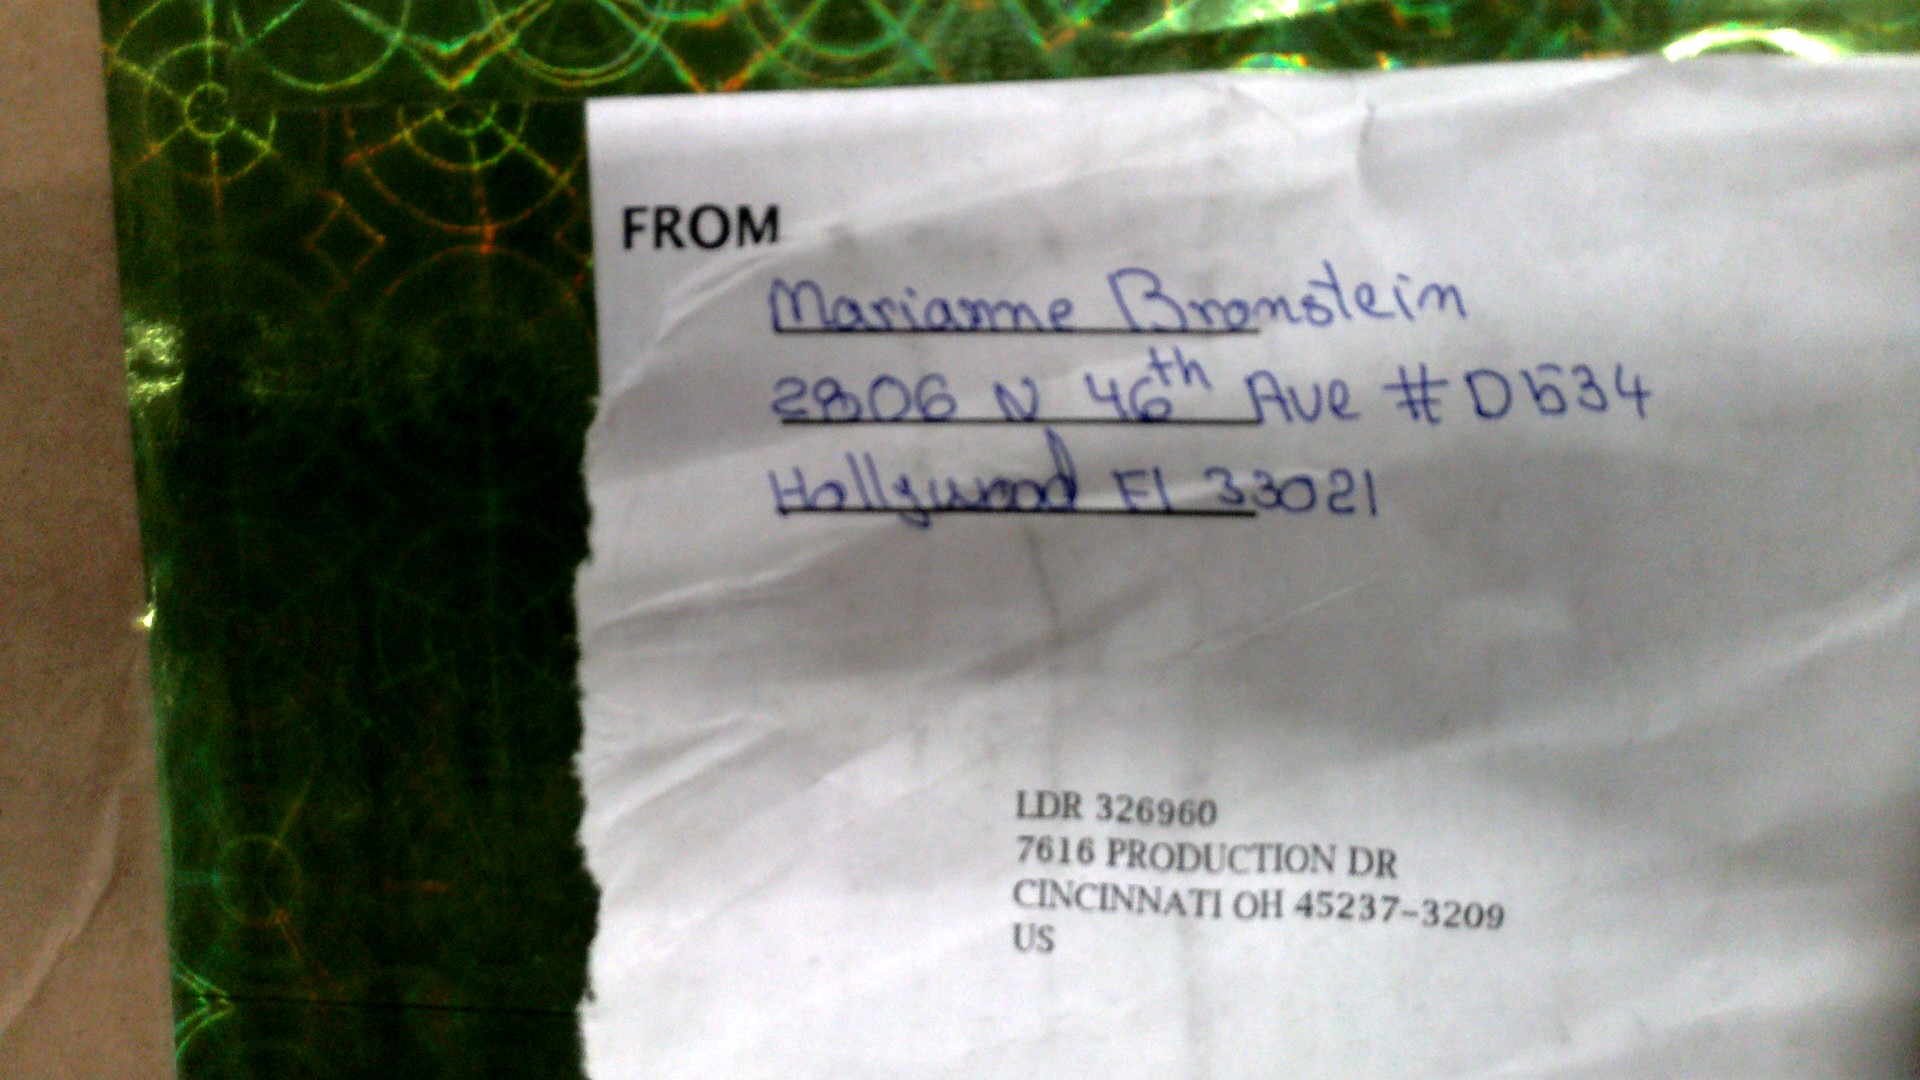 FROM
Marianne Bronstein
2806 N 46th Ave # D534
Hollywood Fl 33021
LDR 326960
7616 PRODUCTION DR
CINCINNATI OH 45237-3209
US